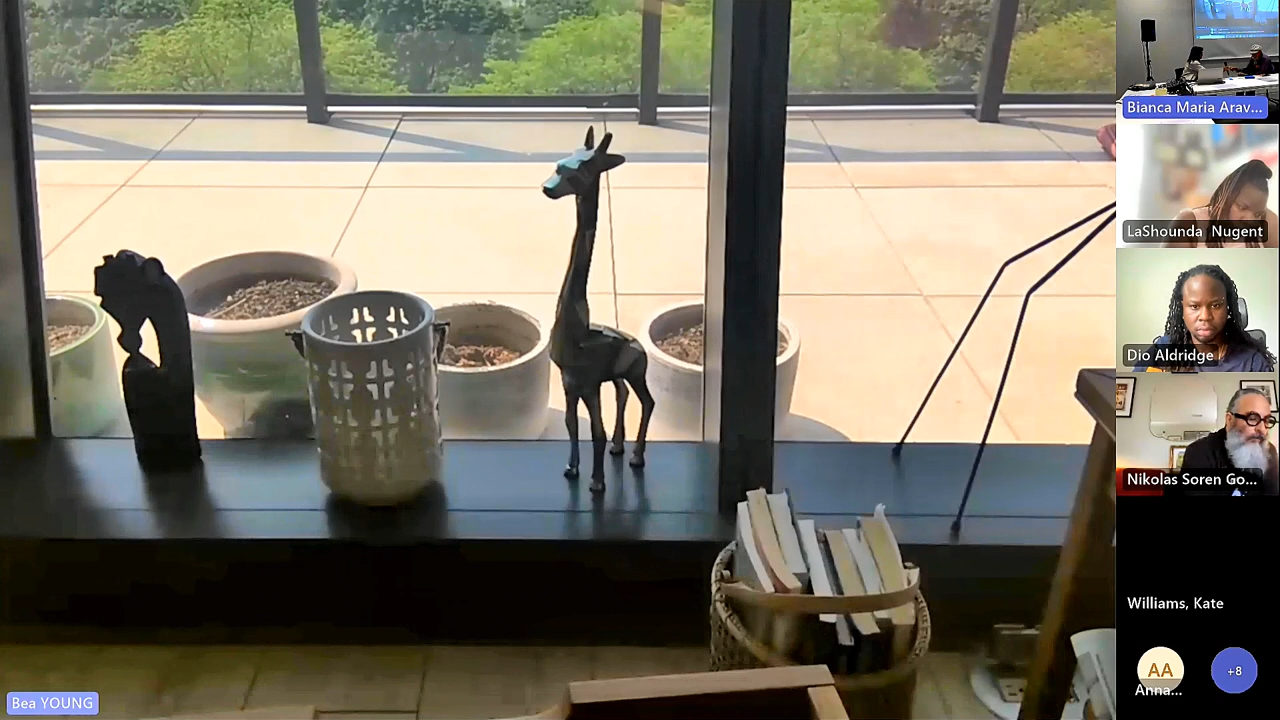 Bea YOUNG
Bianca Maria Arav...
LaShounda Nugent
Dio Aldridge
Nikolas Soren Go...
Williams, Kate
AA
Anna...
+8